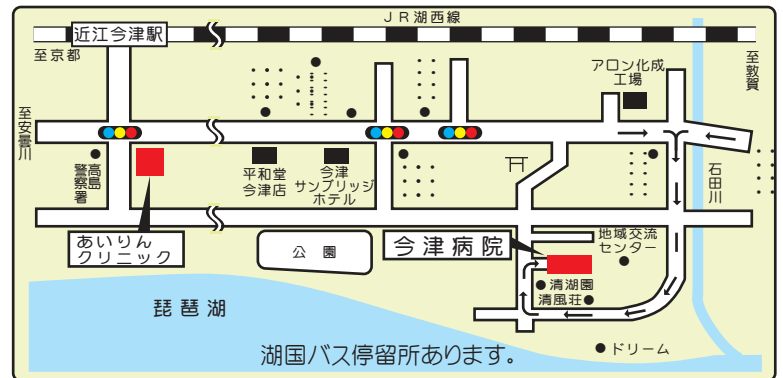 JR湖西線
近江今津駅
至京都
至敦賀
アロン化成
工場
至安曇川
高島
警察署
平和堂
今津店
今津
サンブリッジ
ホテル
石田川
あいりん
クリニック
公園
今津病院
地域交流
センター
清湖園
清風荘
琵琶湖
湖国バス停留所あります。
ドリーム